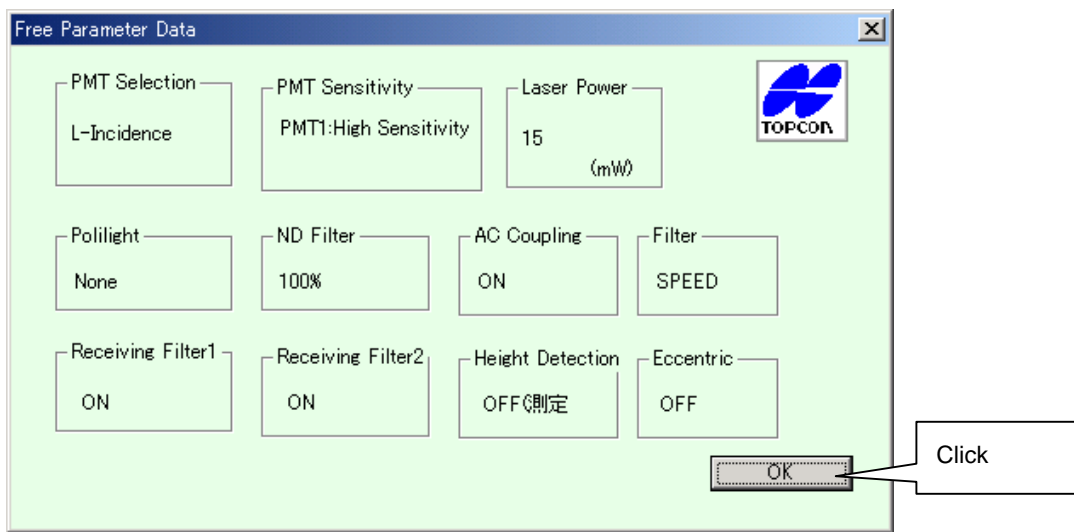 Free Parameter Data
PMT Selection
L-Incidence
PMT Sensitivity
PMT1:High Sensitivity
Laser Power
15
(mW)
TOPCON
Polilight
None
ND Filter
100%
AC Coupling
ON
Filter
SPEED
Receiving Filter1
ON
Receiving Filter2
ON
Height Detection
OFF(測定
Eccentric
OFF
OK
Click